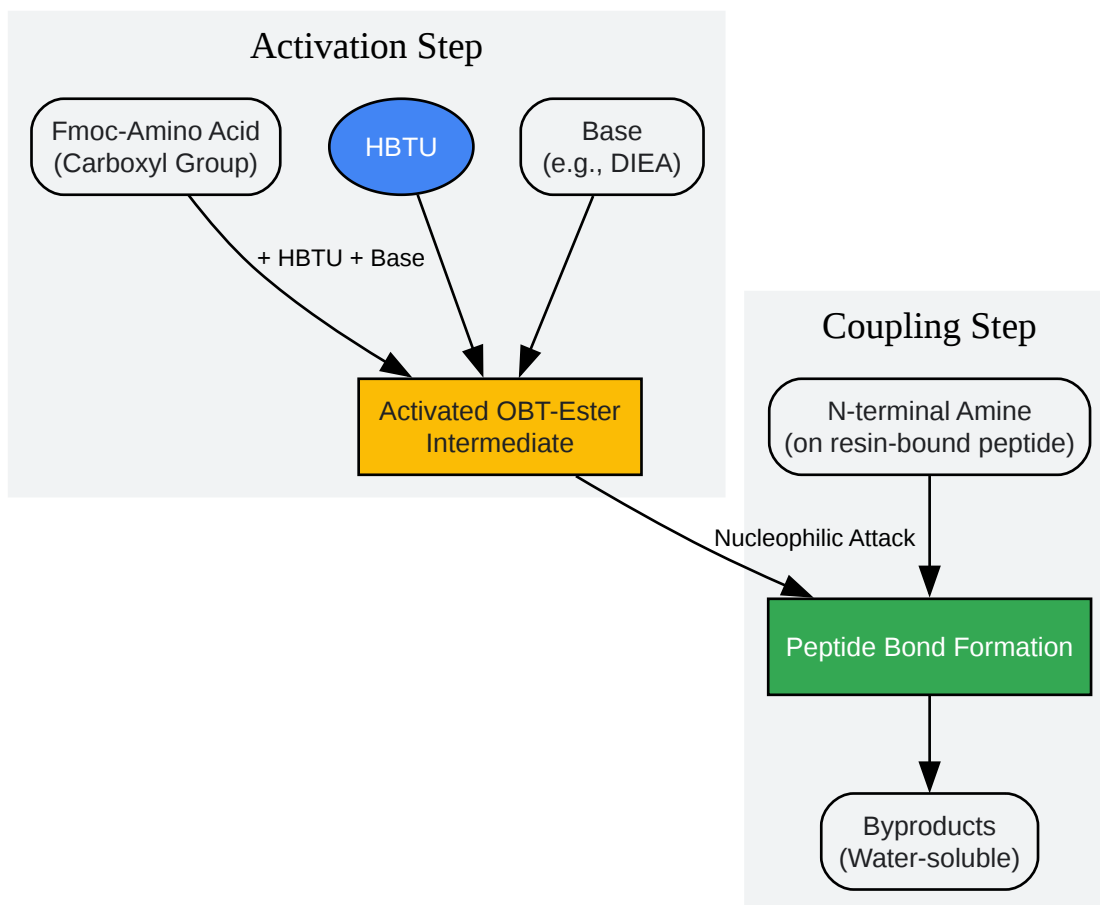 Activation Step
Fmoc-Amino Acid
(Carboxyl Group)
HBTU
Base
(e.g., DIEA)
+ HBTU + Base
Activated OBT-Ester
Intermediate
Coupling Step
N-terminal Amine
(on resin-bound peptide)
Nucleophilic Attack
Peptide Bond Formation
Byproducts
(Water-soluble)